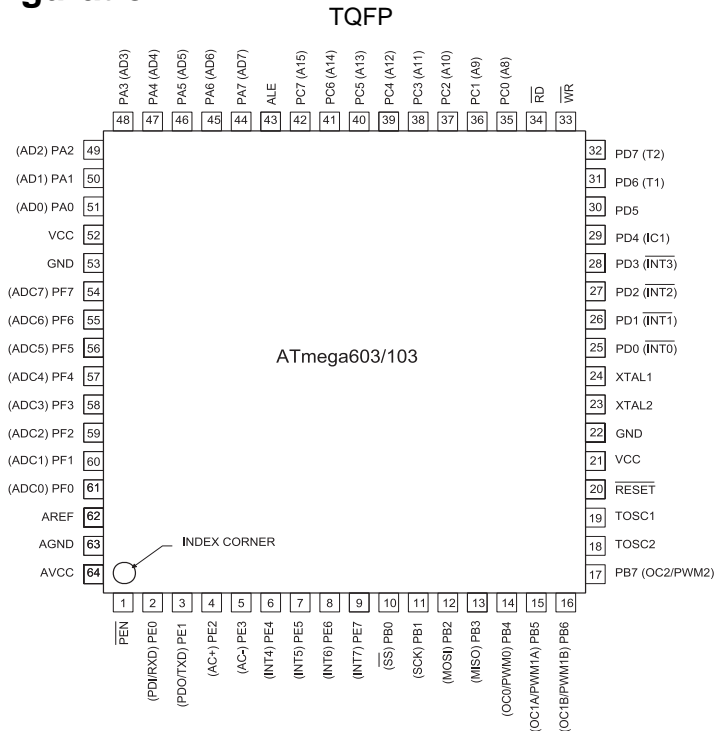 TQFP
PA3 (AD3)
PA4 (AD4)
PA5 (AD5)
PA6 (AD6)
PA7 (AD7)
ALE
PC7 (A15)
PC6 (A14)
PC5 (A13)
PC4 (A12)
PC3 (A11)
PC2 (A10)
PC1 (A9)
PC0 (A8)
RD
WR
48 47 46 45 44 43 42 41 40 39 38 37 36 35 34 33
(AD2) PA2 49
(AD1) PA1 50
(AD0) PA0 51
VCC 52
GND 53
(ADC7) PF7 54
(ADC6) PF6 55
(ADC5) PF5 56
(ADC4) PF4 57
(ADC3) PF3 58
(ADC2) PF2 59
(ADC1) PF1 60
(ADC0) PF0 61
AREF 62
AGND 63
AVCC 64
ATmega603/103
INDEX CORNER
32 PD7 (T2)
31 PD6 (T1)
30 PD5
29 PD4 (IC1)
28 PD3 (INT3)
27 PD2 (INT2)
26 PD1 (INT1)
25 PD0 (INT0)
24 XTAL1
23 XTAL2
22 GND
21 VCC
20 RESET
19 TOSC1
18 TOSC2
17 PB7 (OC2/PWM2)
1 2 3 4 5 6 7 8 9 10 11 12 13 14 15 16
PEN
(PDI/RXD) PE0
(PDO/TXD) PE1
(AC+) PE2
(AC-) PE3
(INT4) PE4
(INT5) PE5
(INT6) PE6
(INT7) PE7
(SS) PB0
(SCK) PB1
(MOSI) PB2
(MISO) PB3
(OC0/PWM0) PB4
(OC1A/PWM1A) PB5
(OC1B/PWM1B) PB6